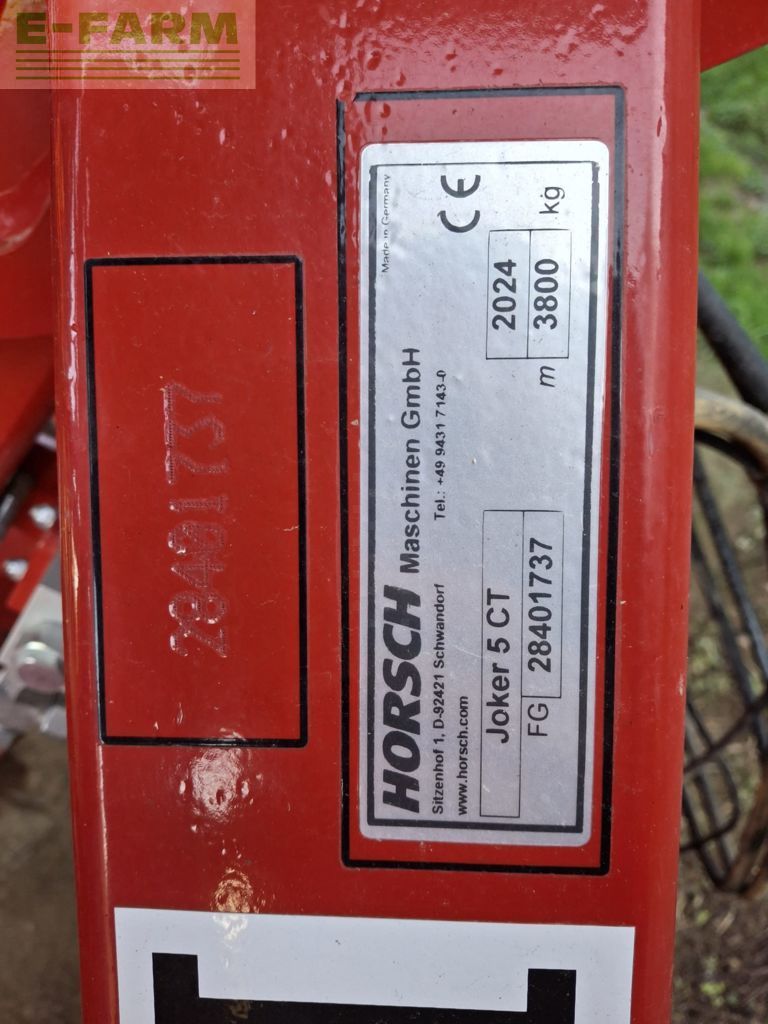 E-FARM
28401737
HORSCH Maschinen GmbH
Made in Germany
Sitzenhof 1, D-92421 Schwandorf Tel.: +49 9431 7143-0
www.horsch.com
CE
Joker 5 CT
2024
FG 28401737
m 3800 kg